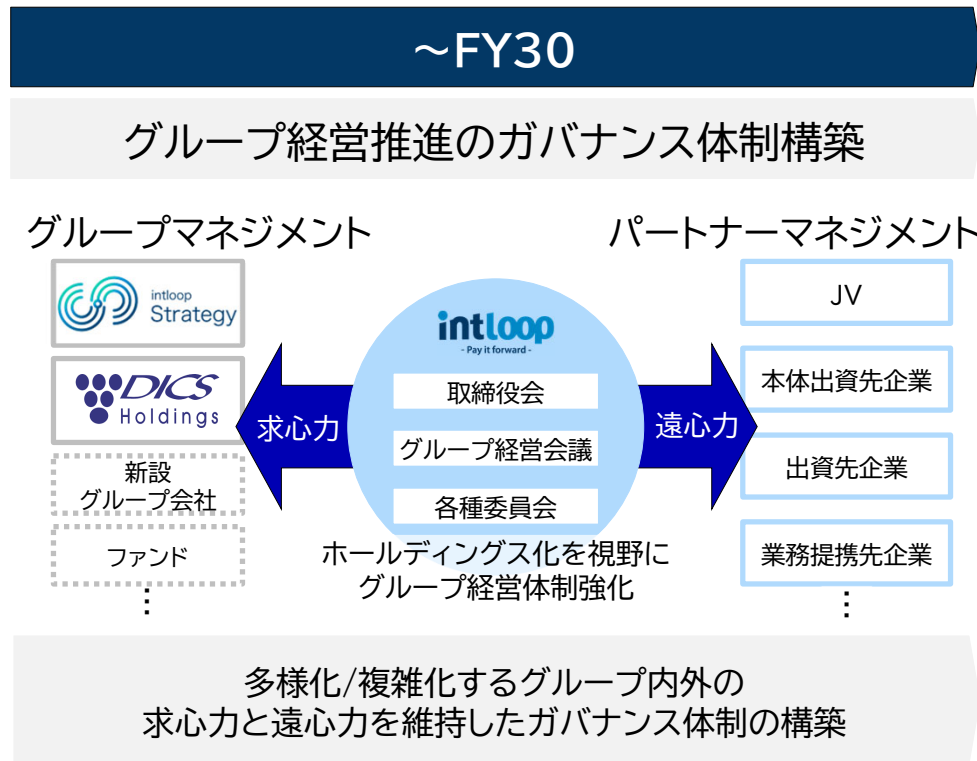 ～FY30
グループ経営推進のガバナンス体制構築
グループマネジメント
intloop
Strategy
DICS
Holdings
新設
グループ会社
ファンド
⋮
求心力
intloop
- Pay it forward -
取締役会
グループ経営会議
各種委員会
ホールディングス化を視野に
グループ経営体制強化
遠心力
パートナーマネジメント
JV
本体出資先企業
出資先企業
業務提携先企業
⋮
多様化/複雑化するグループ内外の
求心力と遠心力を維持したガバナンス体制の構築